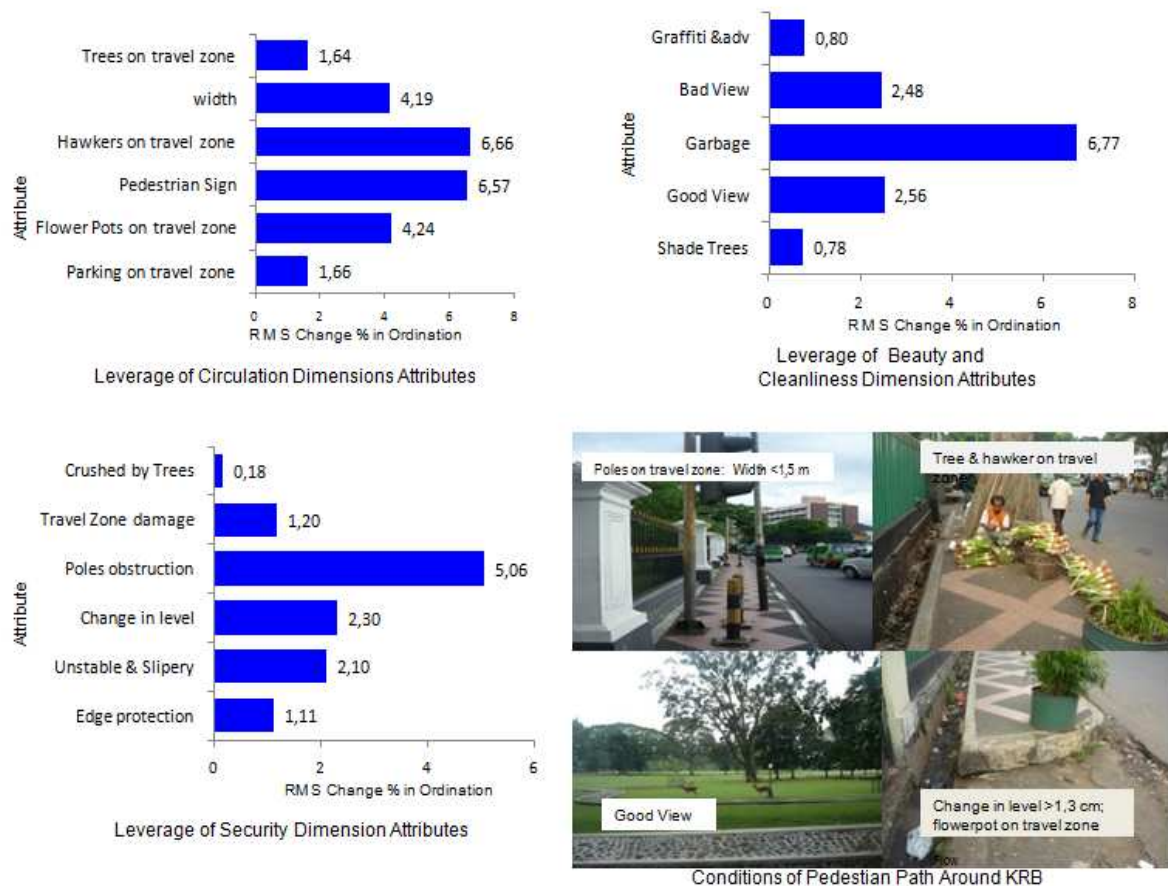 Attribute
Trees on travel zone
1,64
width
4,19
Hawkers on travel zone
6,66
Pedestrian Sign
6,57
Flower Pots on travel zone
4,24
Parking on travel zone
1,66
0 2 4 6 8
RMS Change % in Ordination
Leverage of Circulation Dimensions Attributes
Attribute
Graffiti &adv
0,80
Bad View
2,48
Garbage
6,77
Good View
2,56
Shade Trees
0,78
0 2 4 6 8
RMS Change % in Ordination
Leverage of Beauty and
Cleanliness Dimension Attributes
Attribute
Crushed by Trees
0,18
Travel Zone damage
1,20
Poles obstruction
5,06
Change in level
2,30
Unstable & Slipery
2,10
Edge protection
1,11
0 2 4 6
RMS Change % in Ordination
Leverage of Security Dimension Attributes
Poles on travel zone: Width <1,5 m
Tree & hawker on travel
zone
Good View
Change in level >1,3 cm;
flowerpot on travel zone
Flow
Conditions of Pedestian Path Around KRB